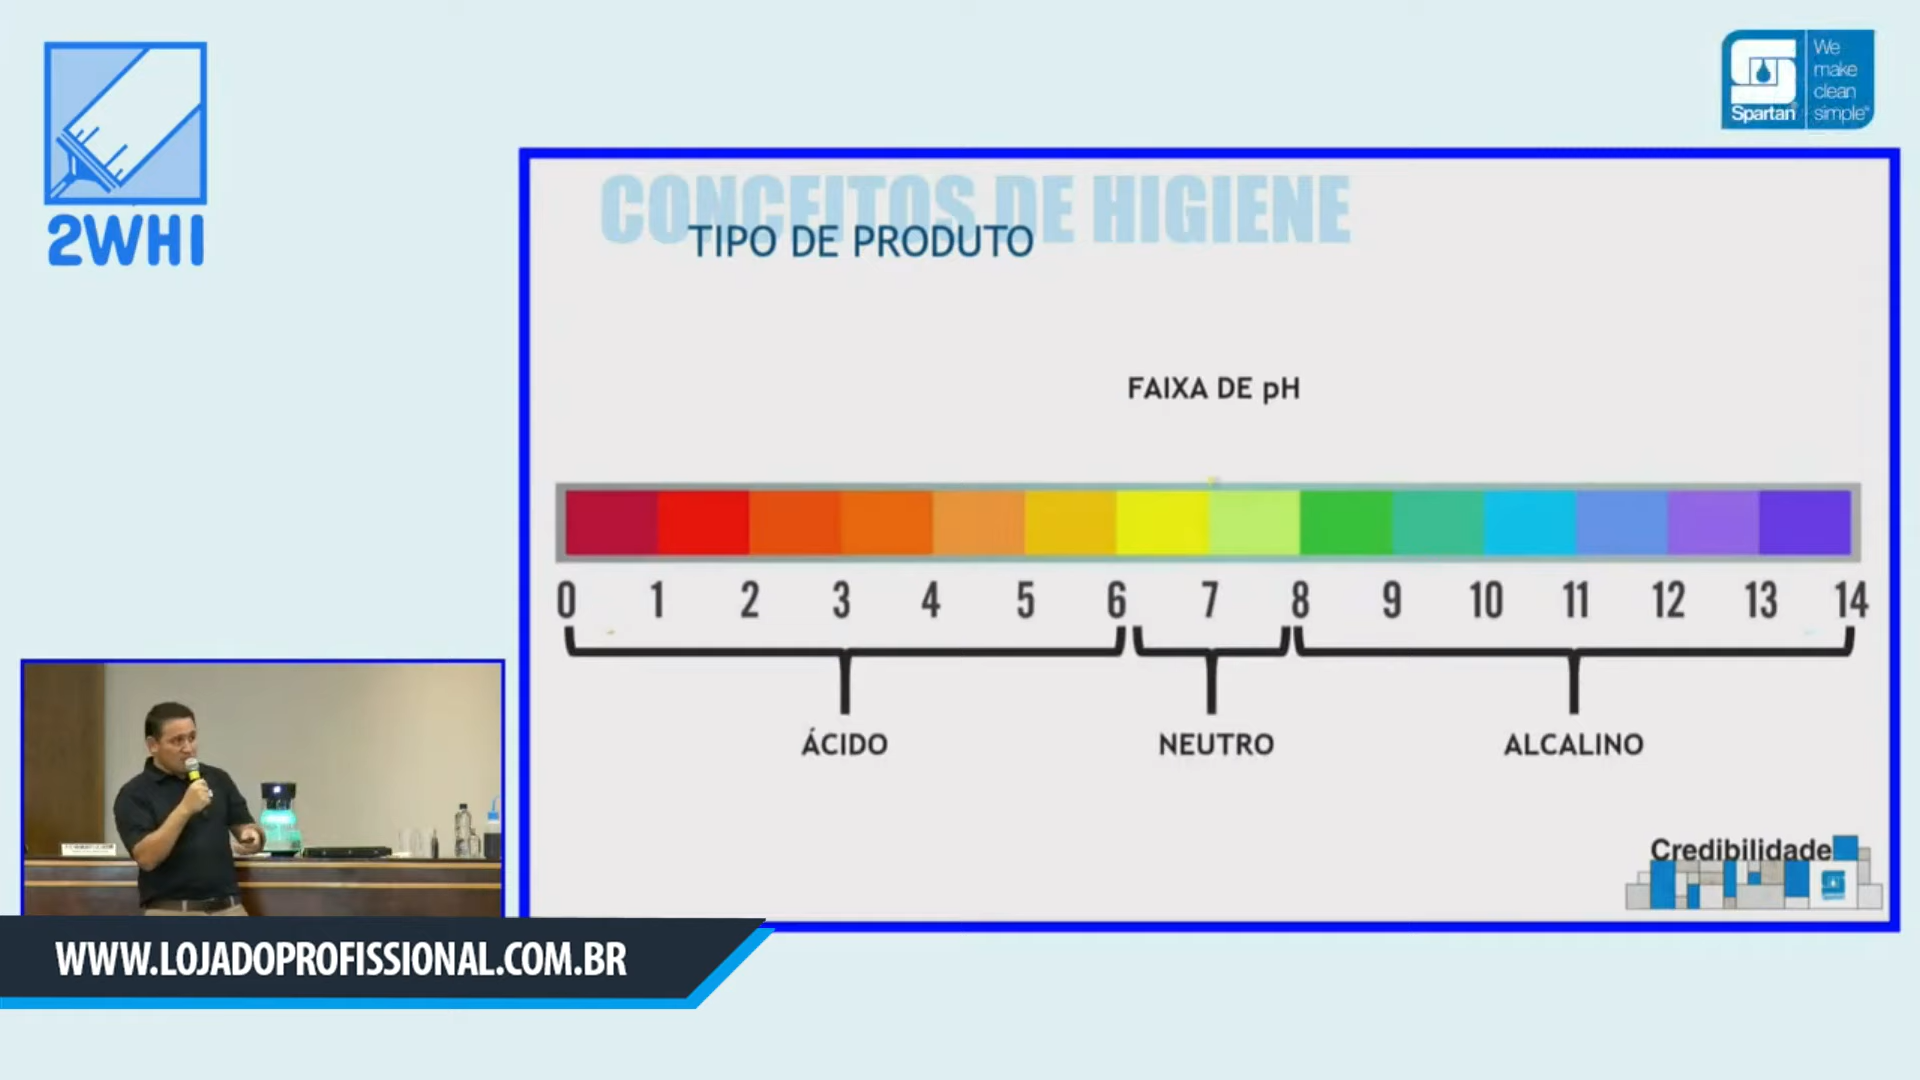 2WHI
Spartan
We
make
clean
simple
CONCEITOS DE HIGIENE
TIPO DE PRODUTO
FAIXA DE pH
0 1 2 3 4 5 6 7 8 9 10 11 12 13 14
ÁCIDO NEUTRO ALCALINO
Credibilidade
WWW.LOJADOPROFISSIONAL.COM.BR